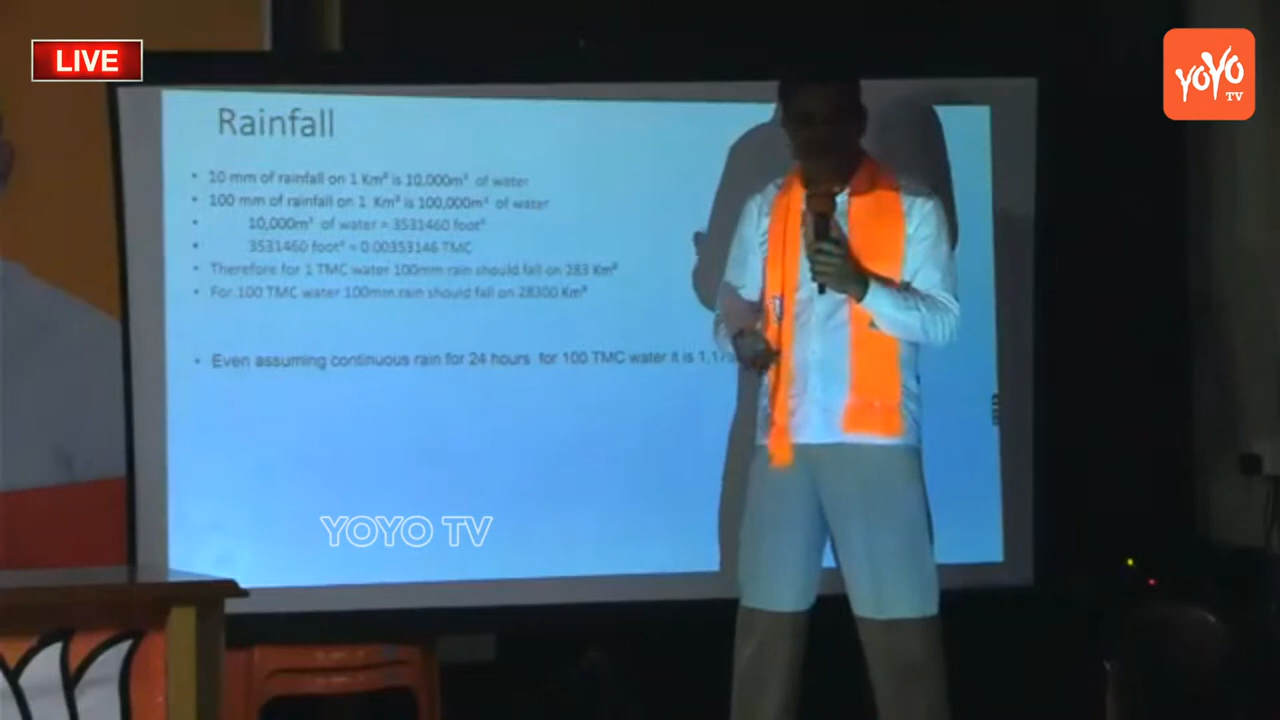 LIVE
YOYO
TV
Rainfall
• 10 mm of rainfall on 1 Km² is 10,000m³ of water
• 100 mm of rainfall on 1 Km² is 100,000m³ of water
• 10,000m³ of water = 3531460 foot³
• 3531460 foot³ = 0.00353146 TMC
• Therefore for 1 TMC water 100mm rain should fall on 283 Km²
• For 100 TMC water 100mm rain should fall on 28300 Km²
• Even assuming continuous rain for 24 hours for 100 TMC water it is
YOYO TV